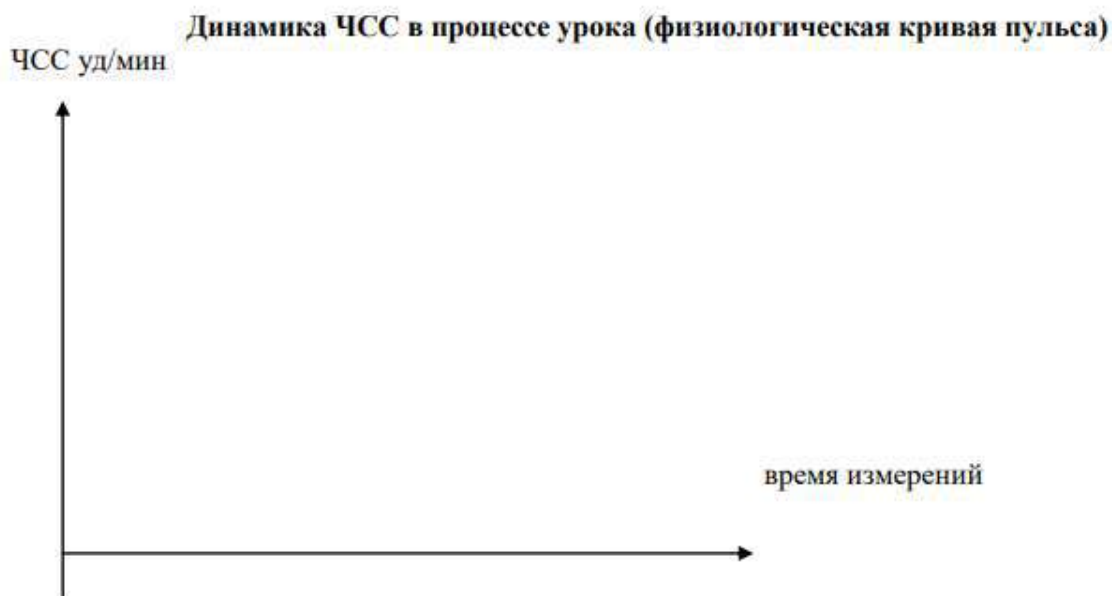 Динамика ЧСС в процессе урока (физиологическая кривая пульса)
ЧСС уд/мин
время измерений